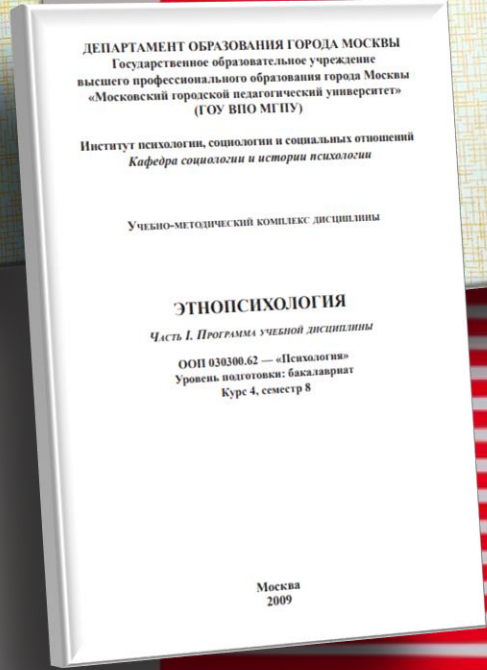 ДЕПАРТАМЕНТ ОБРАЗОВАНИЯ ГОРОДА МОСКВЫ
Государственное образовательное учреждение
высшего профессионального образования города Москвы
«Московский городской педагогический университет»
(ГОУ ВПО МГПУ)
Институт психологии, социологии и социальных отношений
Кафедра социологии и истории психологии
Учебно-методический комплекс дисциплины
ЭТНОПСИХОЛОГИЯ
Часть I. Программа учебной дисциплины
ООП 030300.62 — «Психология»
Уровень подготовки: бакалавриат
Курс 4, семестр 8
Москва
2009